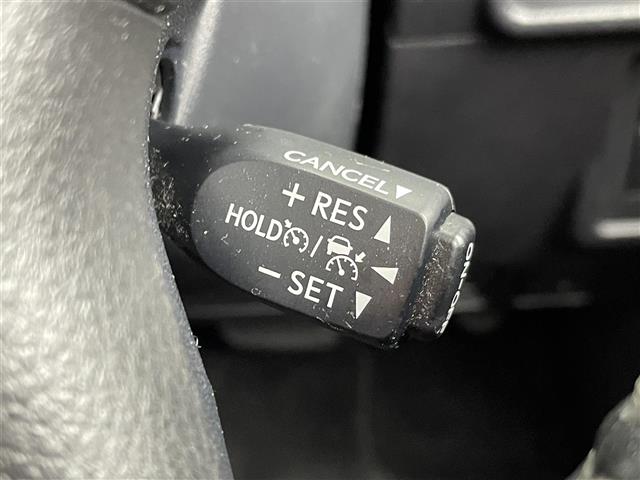 CANCEL▼
+ RES ▲
HOLD / ◀
− SET ▼